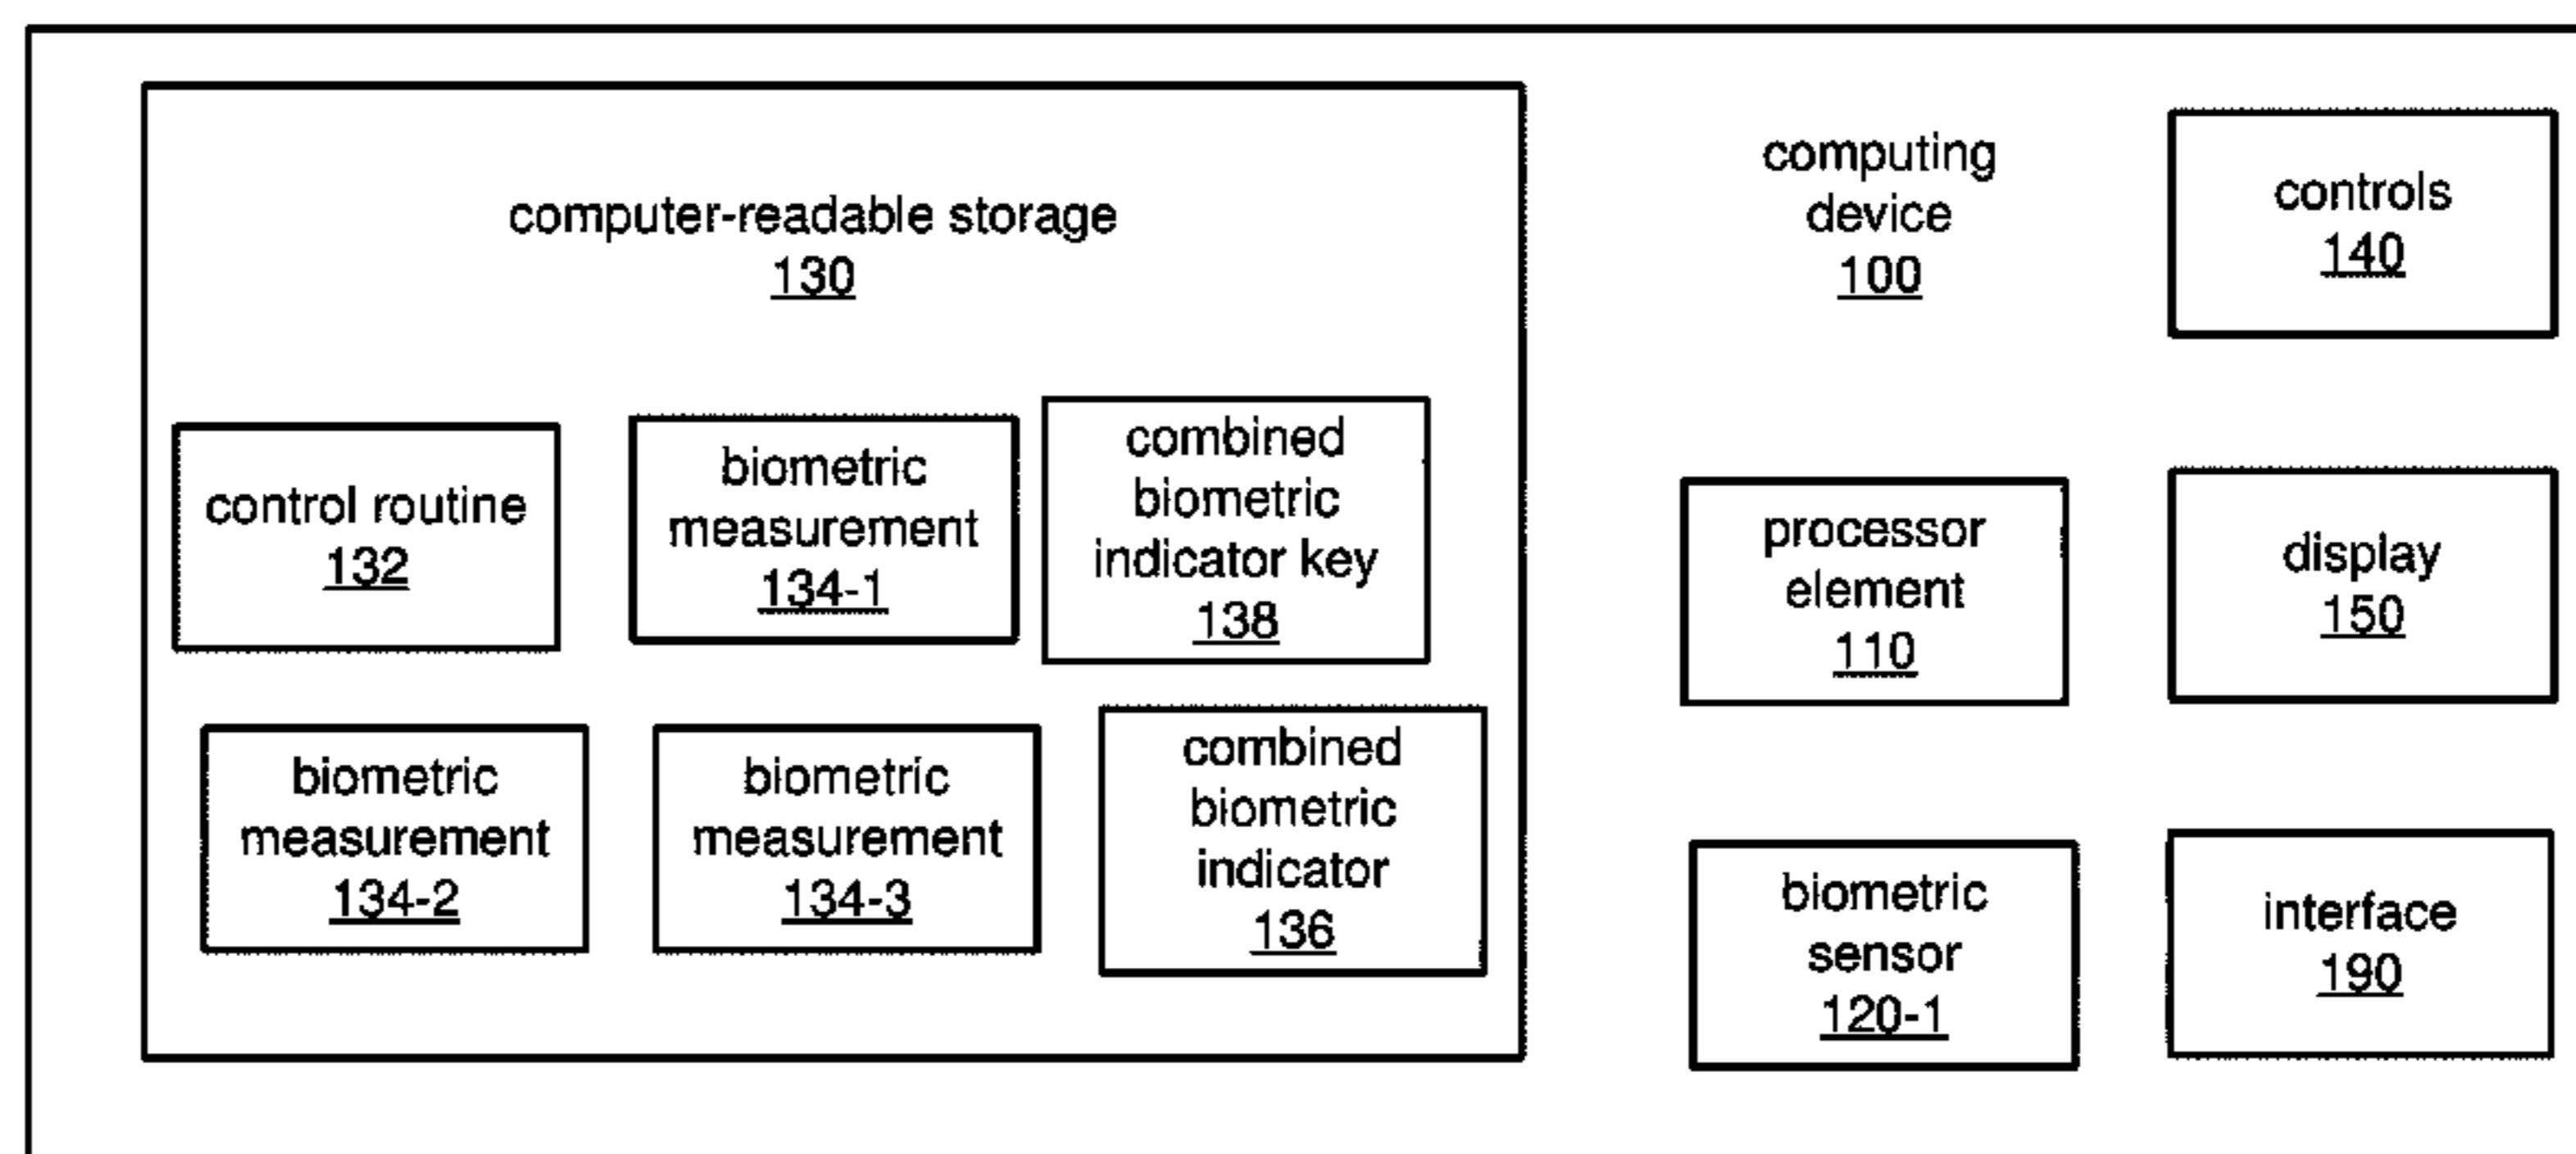 computer-readable storage
130
computing
device
100
controls
140
control routine
132
biometric
measurement
134-1
combined
biometric
indicator key
138
processor
element
110
display
150
biometric
measurement
134-2
biometric
measurement
134-3
combined
biometric
indicator
136
biometric
sensor
120-1
interface
190